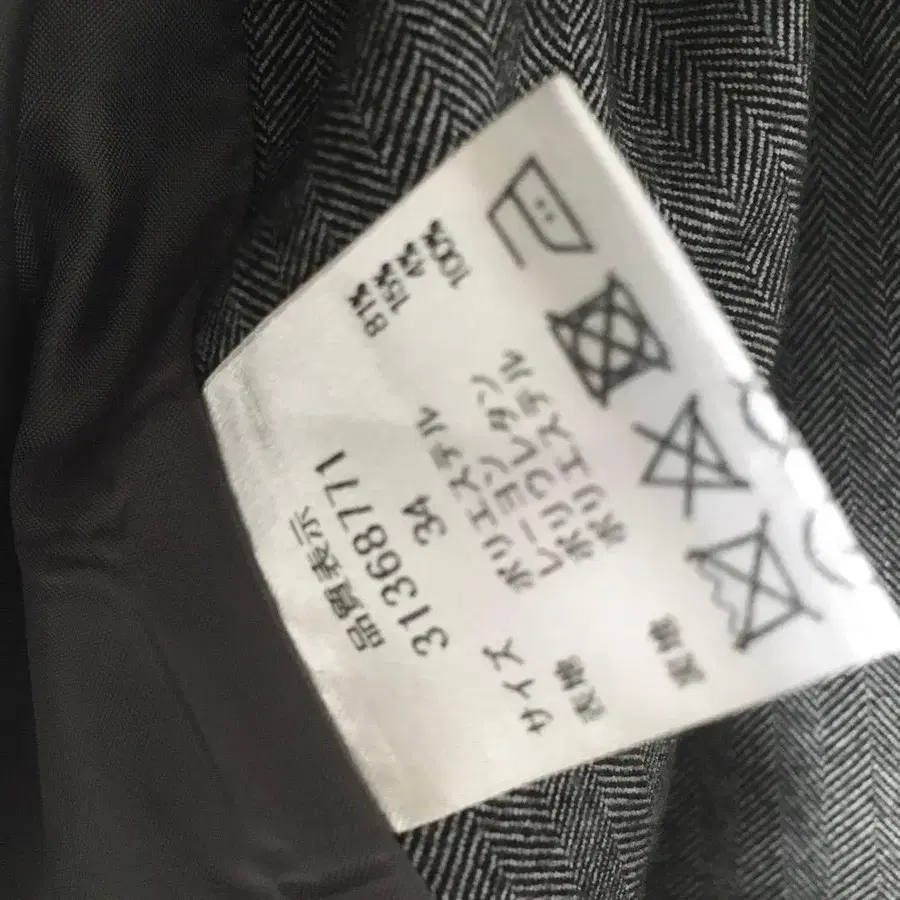 品質表示
31368771
サイズ 34
表地 ポリエステル 81%
レーヨン 15%
ポリウレタン 4%
裏地 ポリエステル 100%